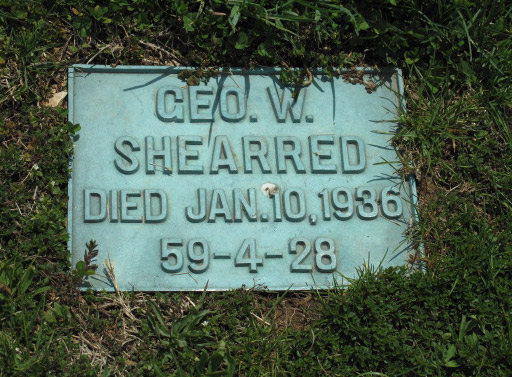 GEO. W.
SHEARRED
DIED JAN. 10, 1936
59-4-28